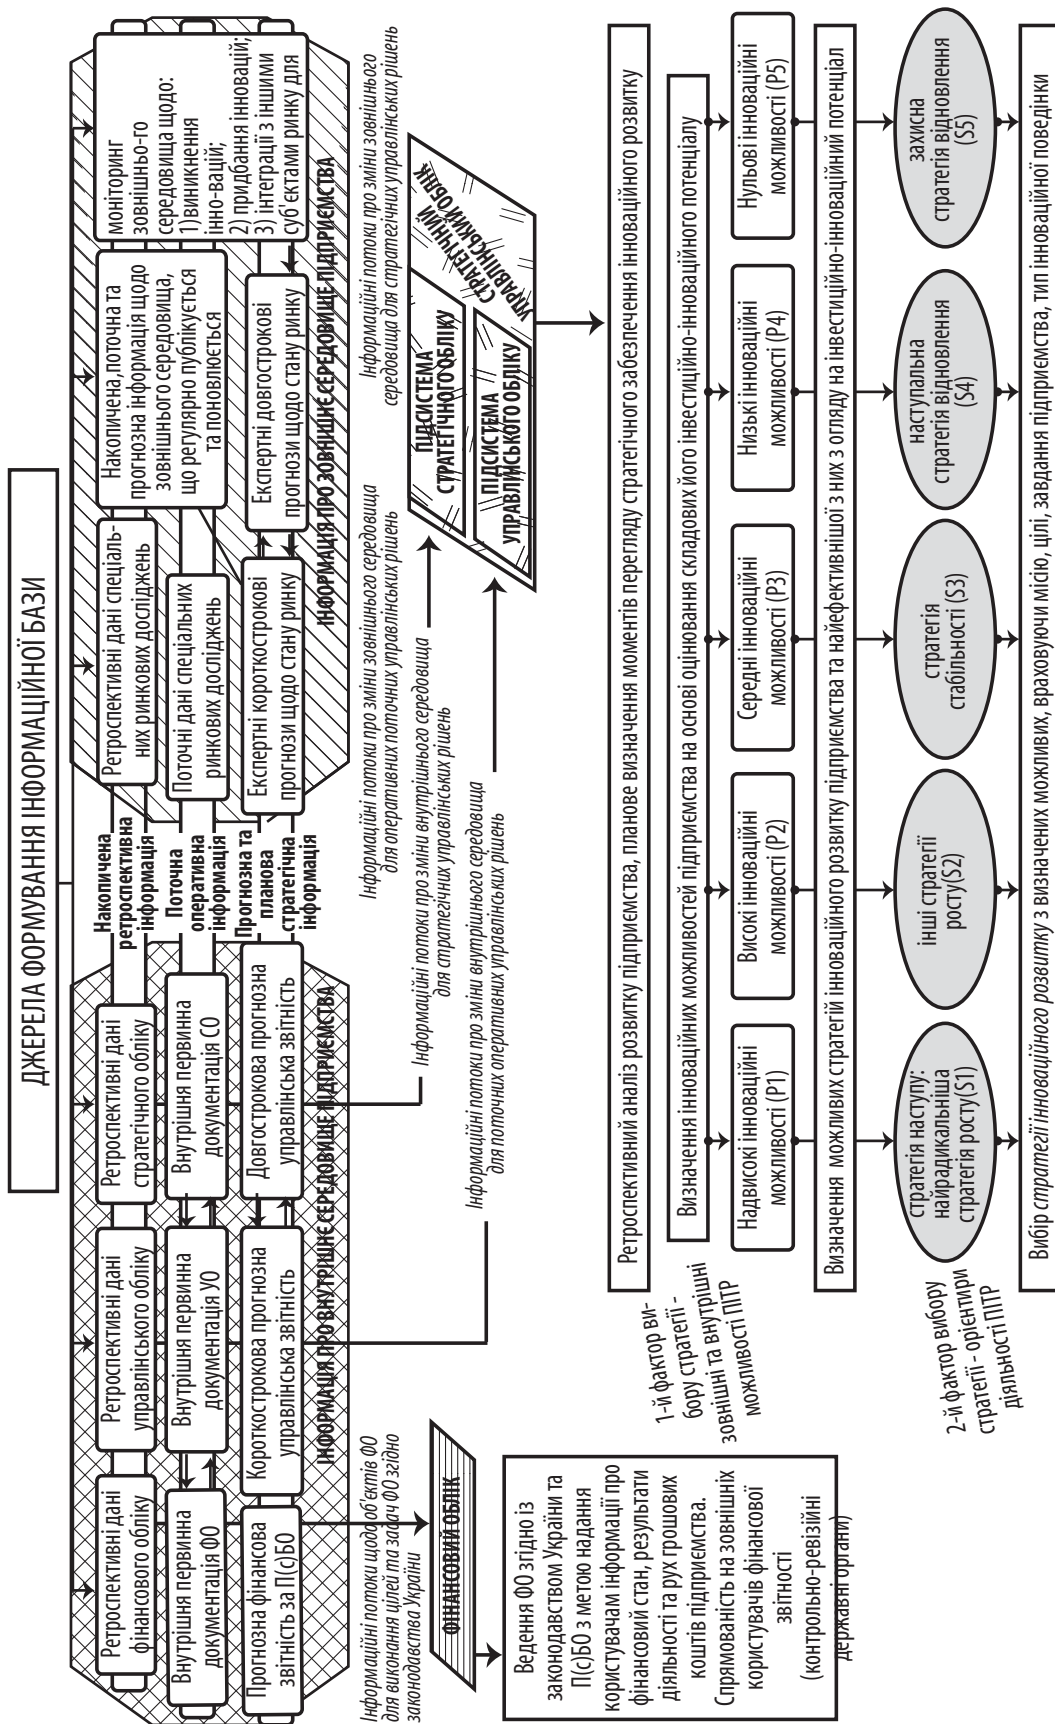 ДЖЕРЕЛА ФОРМУВАННЯ ІНФОРМАЦІЙНОЇ БАЗИ
Ретроспективні дані
фінансового обліку
Ретроспективні дані
управлінського обліку
Ретроспективні дані
стратегічного обліку
Накопичена
ретроспективна
інформація
Ретроспективні дані спеціаль-
них ринкових досліджень
Накопичена,поточна та
прогнозна інформація щодо
зовнішнього середовища,
що регулярно публікується
та поновлюється
моніторинг
зовнішньо-го
середовища щодо:
1)виникнення
інно-вацій;
2) придбання інновацій;
3) інтеграції з іншими
суб'єктами ринку для
Внутрішня первинна
документація ФО
Внутрішня первинна
документація УО
Внутрішня первинна
документація СО
Поточна
оперативна
інформація
Поточні дані спеціальних
ринкових досліджень
Прогнозна фінансова
звітність за П(с)БО
Короткострокова прогнозна
управлінська звітність
Довгострокова прогнозна
управлінська звітність
Прогнозна та
планова
стратегічна
інформація
Експертні короткострокові
прогнози щодо стану ринку
Експертні довгострокові
прогнози щодо стану ринку
ІНФОРМАЦІЯ ПРО ВНУТРІШНЄ СЕРЕДОВИЩЕ ПІДПРИЄМСТВА
ІНФОРМАЦІЯ ПРО ЗОВНІШНЄ СЕРЕДОВИЩЕ ПІДПРИЄМСТВА
Інформаційні потоки щодо об'єктів ФО
для виконання цілей та задач ФО згідно
законодавства України
Інформаційні потоки про зміни зовнішнього середовища
для оперативних поточних управлінських рішень
Інформаційні потоки про зміни зовнішнього
середовища для стратегічних управлінських рішень
Інформаційні потоки про зміни внутрішнього середовища
для стратегічних управлінських рішень
Інформаційні потоки про зміни внутрішнього середовища
для поточних оперативних управлінських рішень
ФІНАНСОВИЙ ОБЛІК
ПІДСИСТЕМА
СТРАТЕГІЧНОГО ОБЛІКУ
ПІДСИСТЕМА
УПРАВЛІНСЬКОГО ОБЛІКУ
СТРАТЕГІЧНИЙ
УПРАВЛІНСЬКИЙ ОБЛІК
Ведення ФО згідно із
законодавством України та
П(с)БО з метою надання
користувачам інформації про
фінансовий стан, результати
діяльності та рух грошових
коштів підприємства.
Спрямованість на зовнішніх
користувачів фінансової
звітності
(контрольно-ревізійні
державні органи)
Ретроспективний аналіз розвитку підприємства, планове визначення моментів перегляду стратегічного забезпечення інноваційного розвитку
1-й фактор ви-
бору стратегії -
зовнішні та внутрішні
можливості ПІТР
Визначення інноваційних можливостей підприємства на основі оцінювання складових його інвестиційно-інноваційного потенціалу
Надвисокі інноваційні
можливості (Р1)
Високі інноваційні
можливості (Р2)
Середні інноваційні
можливості (Р3)
Низькі інноваційні
можливості (Р4)
Нульові інноваційні
можливості (Р5)
Визначення можливих стратегій інноваційного розвитку підприємства та найефективнішої з них з огляду на інвестиційно-інноваційний потенціал
2-й фактор вибору
стратегії - орієнтири
діяльності ПІТР
стратегія наступу:
найрадикальніша
стратегія росту(S1)
інші стратегії
росту(S2)
стратегія
стабільності (S3)
наступальна
стратегія відновлення
(S4)
захисна
стратегія відновлення
(S5)
Вибір стратегії інноваційного розвитку з визначених можливих, враховуючи місію, цілі, завдання підприємства, тип інноваційної поведінки